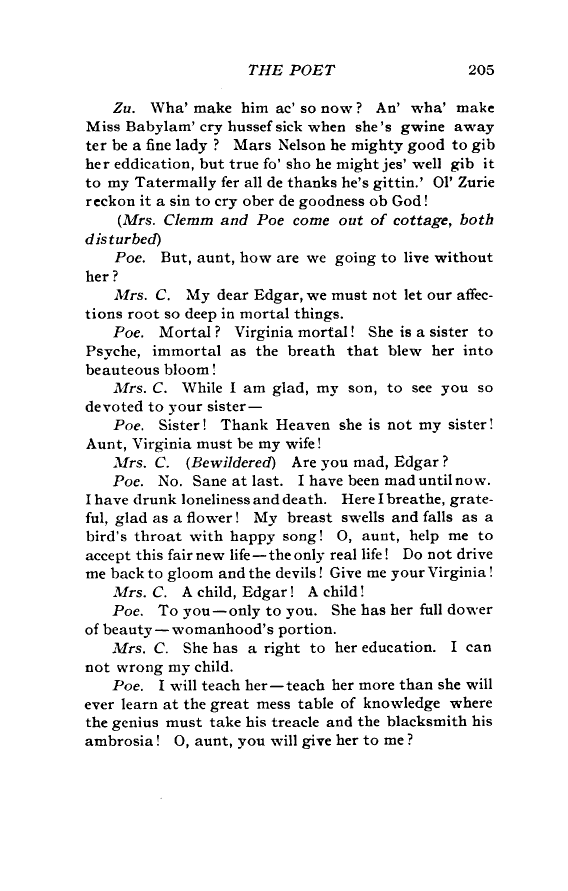 THE POET 205
Zu. Wha' make him ac' so now? An' wha' make
Miss Babylam' cry hussef sick when she's gwine away
ter be a fine lady ? Mars Nelson he mighty good to gib
her eddication, but true fo' sho he might jes' well gib it
to my Tatermally fer all de thanks he's gittin.' Ol' Zurie
reckon it a sin to cry ober de goodness ob God!
(Mrs. Clemm and Poe come out of cottage, both
disturbed)
Poe. But, aunt, how are we going to live without
her?
Mrs. C. My dear Edgar, we must not let our affec-
tions root so deep in mortal things.
Poe. Mortal? Virginia mortal! She is a sister to
Psyche, immortal as the breath that blew her into
beauteous bloom!
Mrs. C. While I am glad, my son, to see you so
devoted to your sister—
Poe. Sister! Thank Heaven she is not my sister!
Aunt, Virginia must be my wife!
Mrs. C. (Bewildered) Are you mad, Edgar?
Poe. No. Sane at last. I have been mad until now.
I have drunk loneliness and death. Here I breathe, grate-
ful, glad as a flower! My breast swells and falls as a
bird's throat with happy song! O, aunt, help me to
accept this fair new life—the only real life! Do not drive
me back to gloom and the devils! Give me your Virginia!
Mrs. C. A child, Edgar! A child!
Poe. To you—only to you. She has her full dower
of beauty—womanhood's portion.
Mrs. C. She has a right to her education. I can
not wrong my child.
Poe. I will teach her—teach her more than she will
ever learn at the great mess table of knowledge where
the genius must take his treacle and the blacksmith his
ambrosia! O, aunt, you will give her to me?